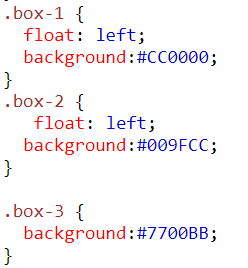 .box-1 {
  float: left;
  background:#CC0000;
}
.box-2 {
   float: left;
  background:#009FCC;
}

.box-3 {
  background:#7700BB;
}